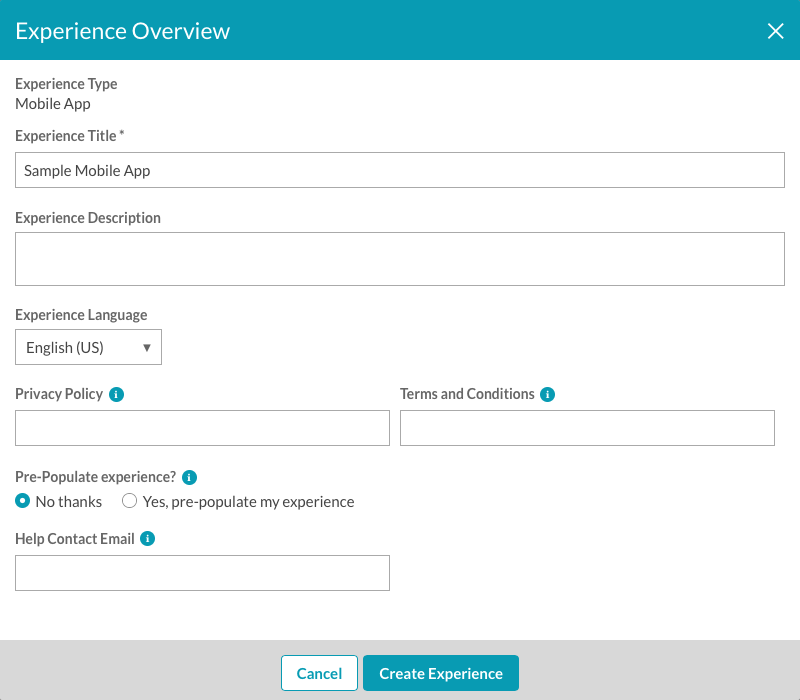 Experience Overview
Experience Type
Mobile App
Experience Title *
Sample Mobile App
Experience Description
Experience Language
English (US)
Privacy Policy i Terms and Conditions i
Pre-Populate experience? i
No thanks Yes, pre-populate my experience
Help Contact Email i
Cancel Create Experience